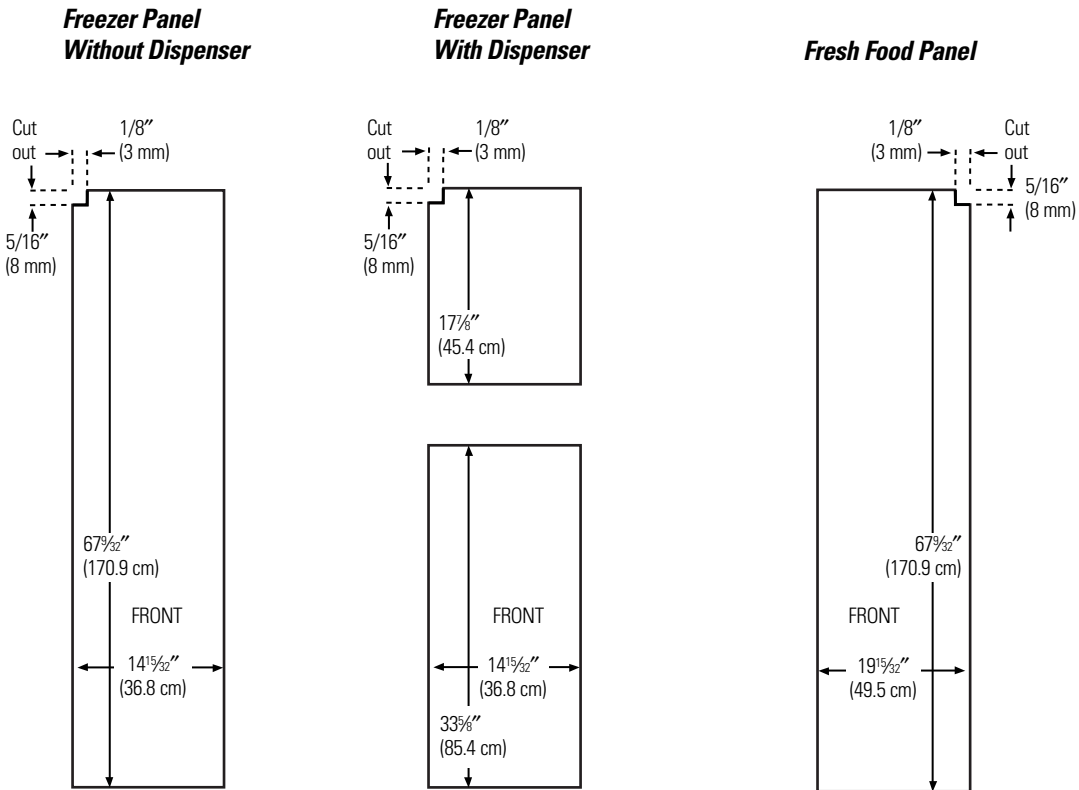 Freezer Panel
Without Dispenser
Cut
out
1/8″
(3 mm)
5/16″
(8 mm)
67 9/32″
(170.9 cm)
FRONT
14 15/32″
(36.8 cm)
Freezer Panel
With Dispenser
Cut
out
1/8″
(3 mm)
5/16″
(8 mm)
17 7/8″
(45.4 cm)
FRONT
14 15/32″
(36.8 cm)
33 5/8″
(85.4 cm)
Fresh Food Panel
1/8″
(3 mm)
Cut
out
5/16″
(8 mm)
67 9/32″
(170.9 cm)
FRONT
19 15/32″
(49.5 cm)